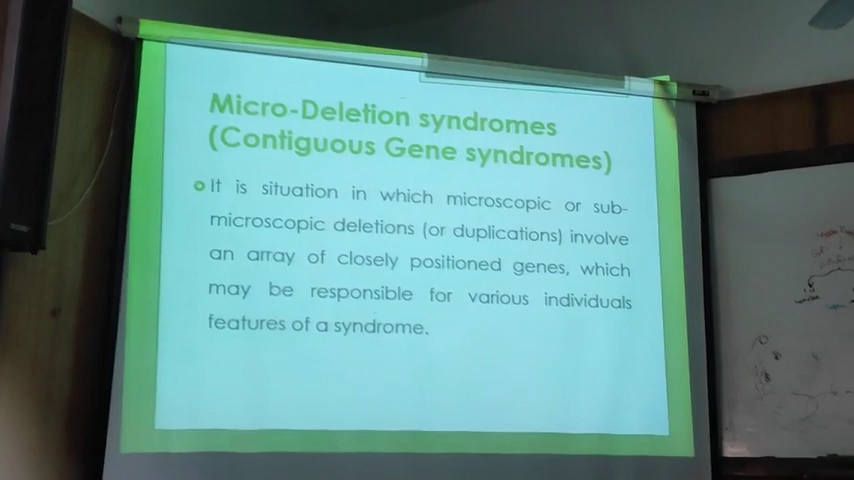 Micro-Deletion syndromes
(Contiguous Gene syndromes)
It is situation in which microscopic or sub-
microscopic deletions (or duplications) involve
an array of closely positioned genes, which
may be responsible for various individuals
features of a syndrome.